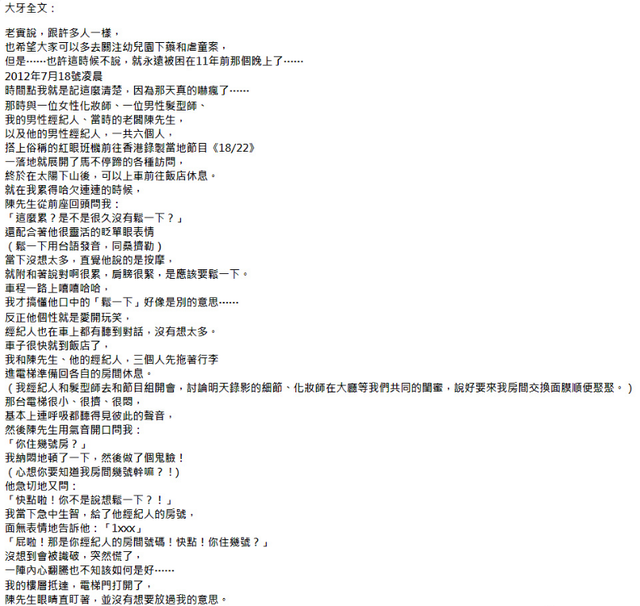 大牙全文：
老實說，跟許多人一樣，
也希望大家可以多去關注幼兒園下藥和虐童案，
但是⋯⋯也許這時候不說，就永遠被困在11年前那個晚上了⋯⋯
2012年7月18號凌晨
時間點我就是記這麼清楚，因為那天真的嚇瘋了⋯⋯
那時與一位女性化妝師、一位男性髮型師、
我的男性經紀人、當時的老闆陳先生，
以及他的男性經紀人，一共六個人，
搭上俗稱的紅眼班機前往香港錄製當地節目《18/22》
一落地就展開了馬不停蹄的各種訪問，
終於在太陽下山後，可以上車前往飯店休息。
就在我累得哈欠連連的時候，
陳先生從前座回頭問我：
「這麼累？是不是很久沒有鬆一下？」
還配合著他很靈活的眨單眼表情
（鬆一下用台語發音，同桑擠勒）
當下沒想太多，直覺他說的是按摩，
就附和著說對啊很累，肩膀很緊，是應該要鬆一下。
車程一路上嘻嘻哈哈，
我才搞懂他口中的「鬆一下」好像是別的意思⋯⋯
反正他個性就是愛開玩笑，
經紀人也在車上都有聽到對話，沒有想太多。
車子很快就到飯店了，
我和陳先生、他的經紀人，三個人先拖著行李
進電梯準備回各自的房間休息。
（我經紀人和髮型師去和節目組開會，討論明天錄影的細節、化妝師在大廳等我們共同的閨蜜，說好要來我房間交換面膜順便聚聚。）
那台電梯很小、很擠、很悶，
基本上連呼吸都聽得見彼此的聲音，
然後陳先生用氣音開口問我：
「你住幾號房？」
我納悶地頓了一下，然後做了個鬼臉！
（心想你要知道我房間幾號幹嘛？！）
他急切地又問：
「快點啦！你不是說想鬆一下？！」
我當下急中生智，給了他經紀人的房號，
面無表情地告訴他：「1xxx」
「屁啦！那是你經紀人的房間號碼！快點！你住幾號？」
沒想到會被識破，突然慌了，
一陣內心翻騰也不知該如何是好⋯⋯
我的樓層抵達，電梯門打開了，
陳先生眼睛直盯著，並沒有想要放過我的意思。